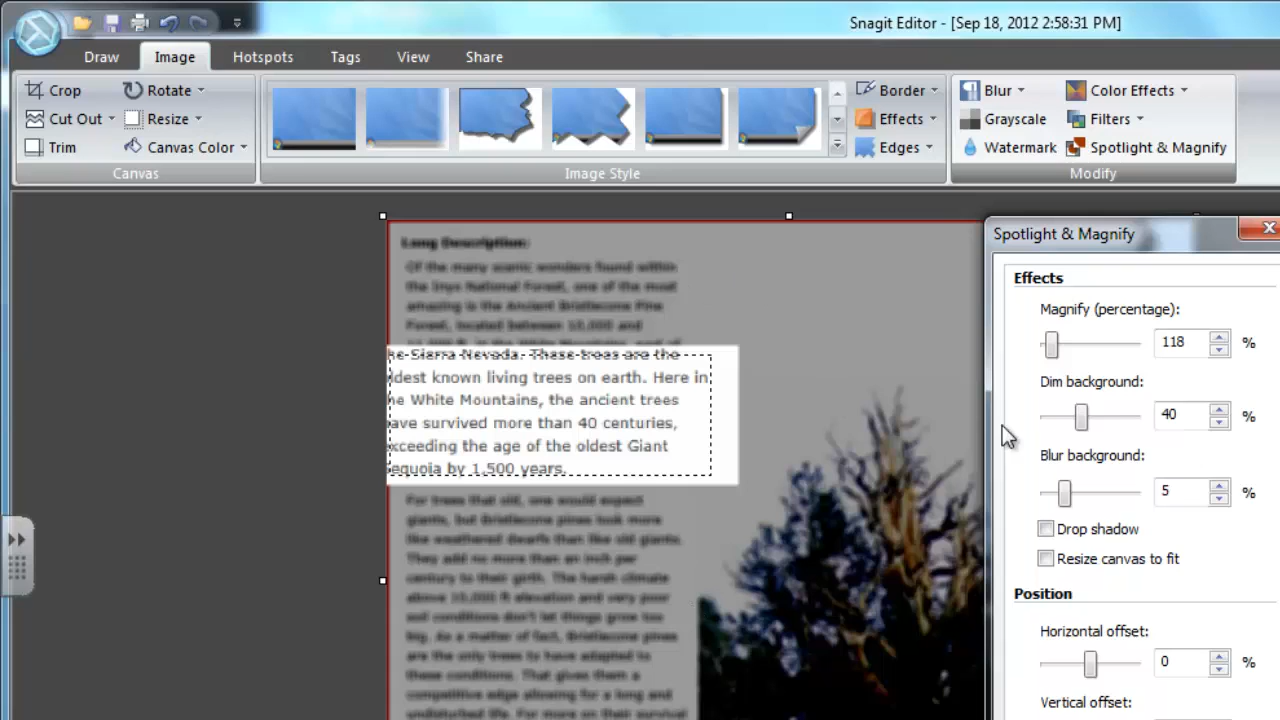 Snagit Editor - [Sep 18, 2012 2:58:31 PM]
Draw Image Hotspots Tags View Share
Crop Rotate Border Blur Color Effects
Cut Out Resize Effects Grayscale Filters
Trim Canvas Color Edges Watermark Spotlight & Magnify
Canvas Image Style Modify
Spotlight & Magnify
Effects
Magnify (percentage):
118 %
Dim background:
40 %
Blur background:
5 %
Drop shadow
Resize canvas to fit
Position
Horizontal offset:
0 %
Vertical offset:
Long Description:
Of the many scenic wonders found within
the Inyo National Forest, one of the most
amazing is the Ancient Bristlecone Pine
Forest, located between 10,000 and
he Sierra Nevada. These trees are the
ldest known living trees on earth. Here in
he White Mountains, the ancient trees
ave survived more than 40 centuries,
xceeding the age of the oldest Giant
equoia by 1,500 years.
For trees that old, one would expect
giants, but Bristlecone pines look more
like weathered dwarfs than like old giants.
They add no more than an inch per
century to their girth. The harsh climate
above 10,000 ft elevation and very poor
soil conditions don't let things grow too
big. As a matter of fact, Bristlecone pines
are the only trees to have adapted to
these conditions. That gives them a
competitive edge allowing for a long and
undisturbed life. For more on their survival